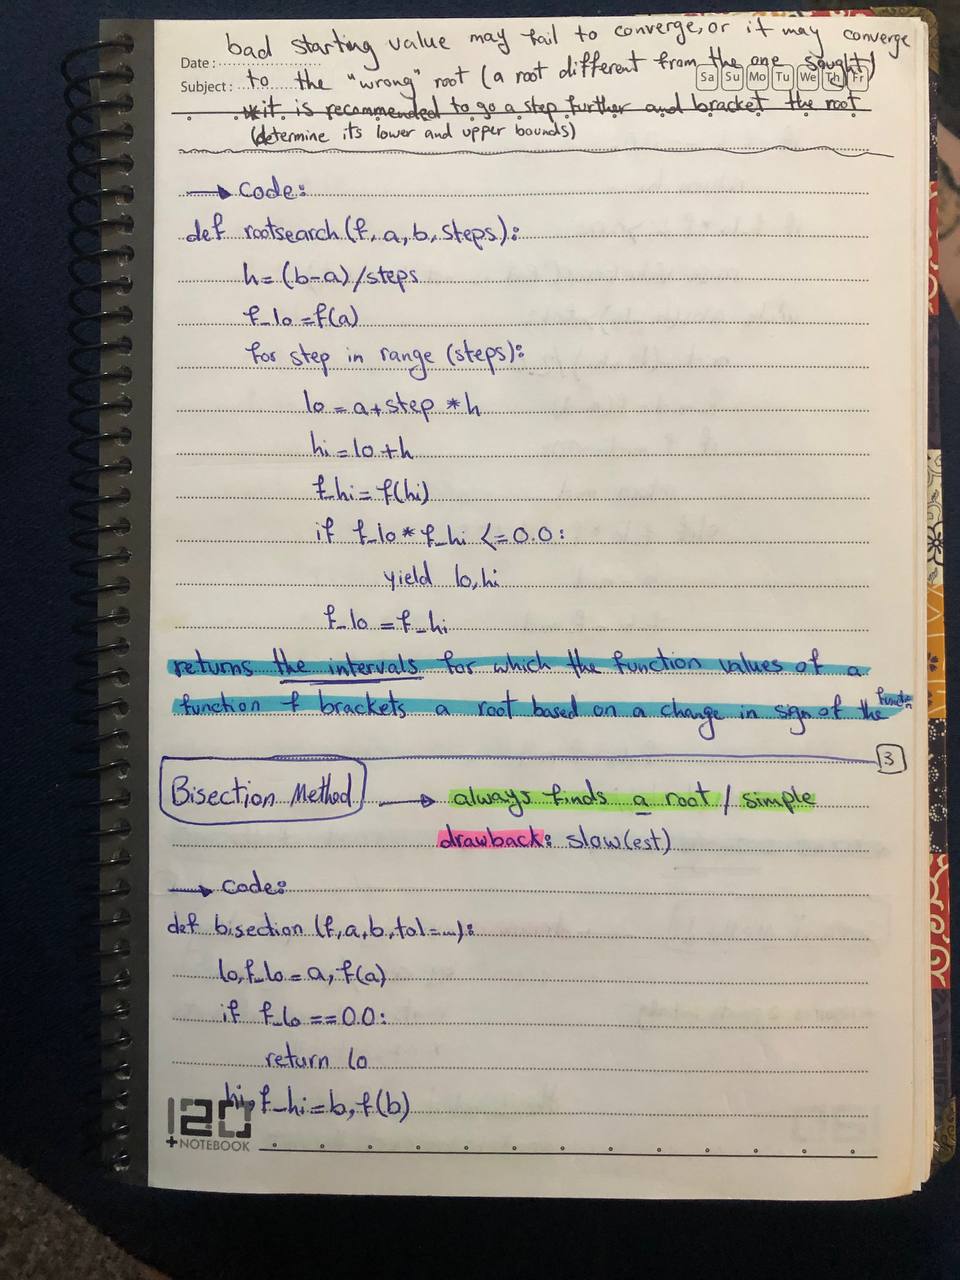 bad starting value may fail to converge, or it may converge
Date:
to the "wrong" root (a root different from the one sought)
Subject:
Sa Su Mo Tu We Th Fr
*it is recommended to go a step further and bracket the root
(determine its lower and upper bounds)
→ code:
def rootsearch(f, a, b, steps):
h=(b-a)/steps
f_lo=f(a)
for step in range (steps):
lo=a+step*h
hi=lo+h
f_hi=f(hi)
if f_lo*f_hi <=0.0:
yield lo,hi
f_lo=f_hi
returns the intervals for which the function values of a
function f brackets a root based on a change in sign of the function
3
Bisection Method → always finds a root / simple
drawback: slow(est)
→ code:
def bisection (f,a,b,tol=...):
lo,f_lo=a,f(a)
if f_lo==0.0:
return lo
hi,f_hi=b,f(b)
120
+NOTEBOOK